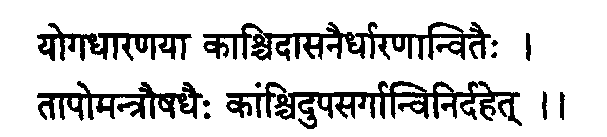 योगधारणया काश्चिदासनैर्धारणान्वितैः ।
तापोमन्त्रौषधैः कांश्चिदुपसर्गान्विनिर्दहेत् ।।